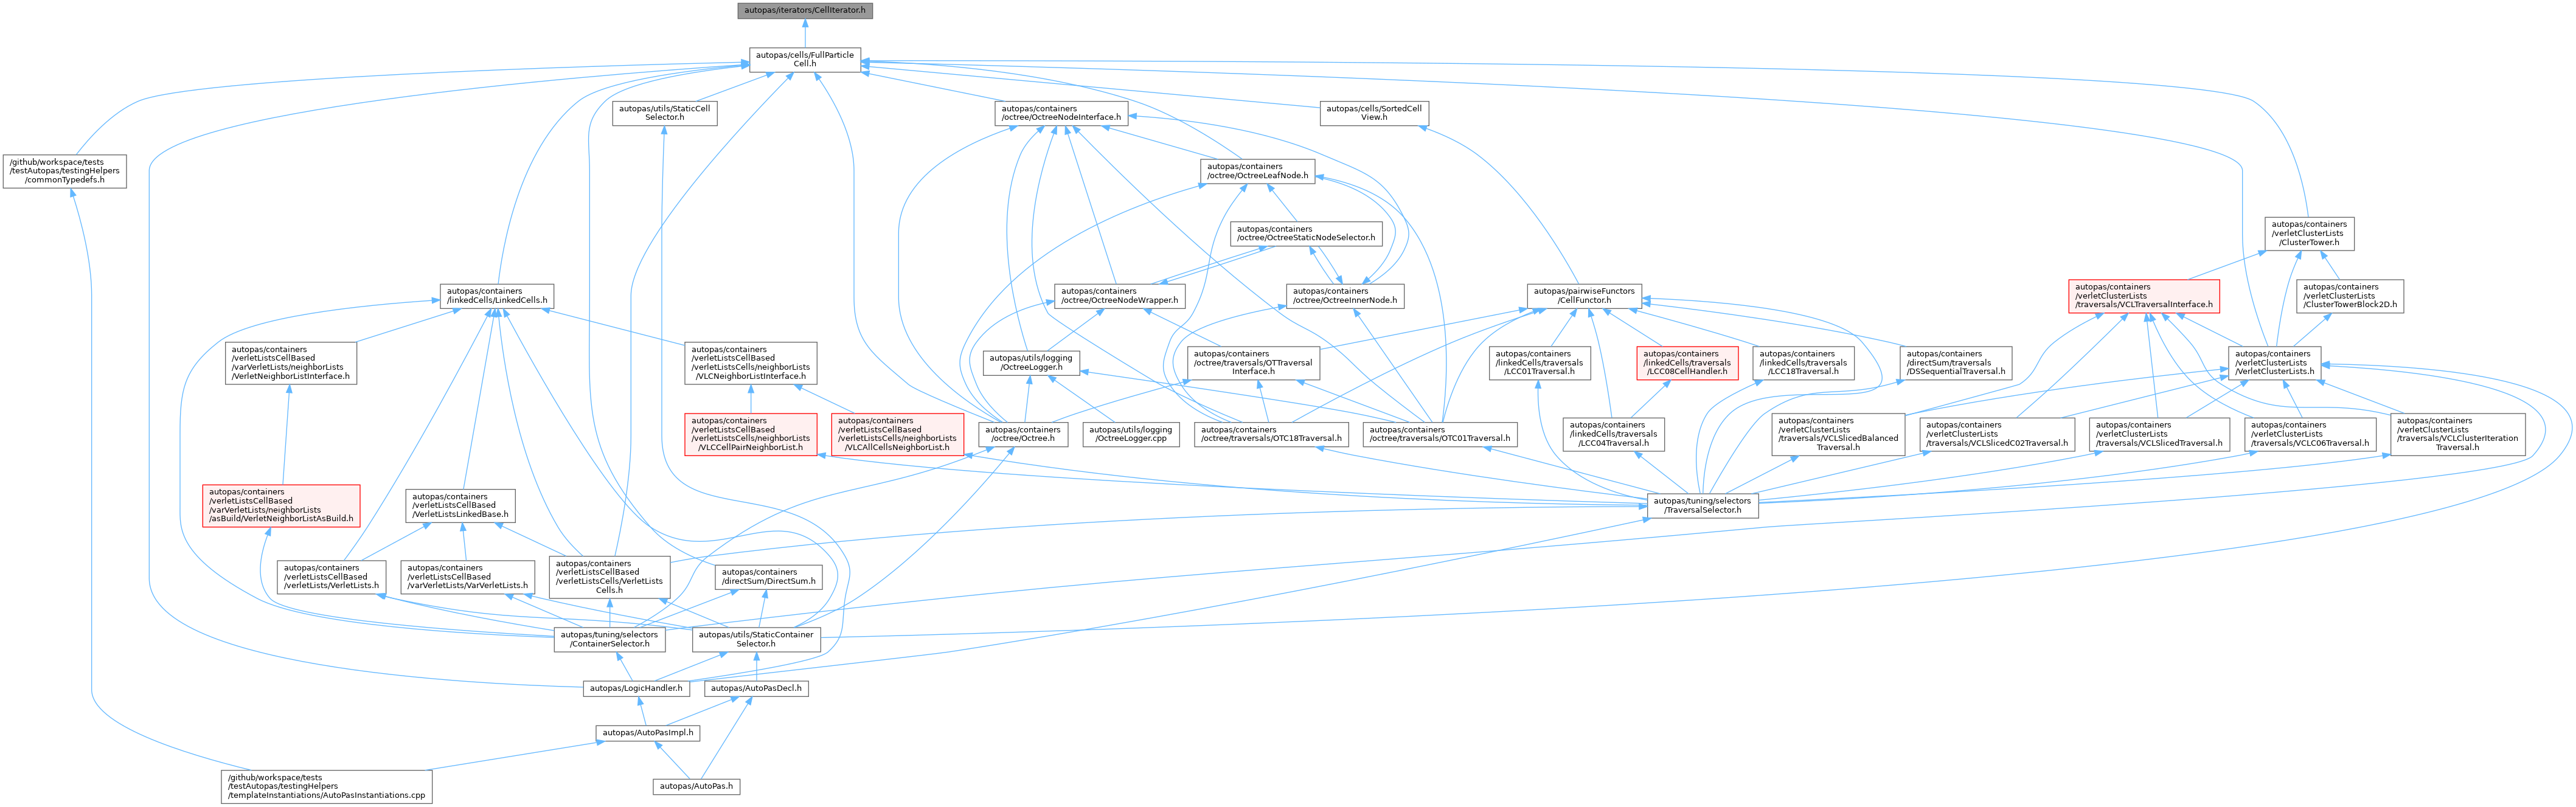 autopas/iterators/CellIterator.h
autopas/cells/FullParticle
Cell.h
autopas/utils/StaticCell
Selector.h
autopas/containers
/octree/OctreeNodeInterface.h
autopas/cells/SortedCell
View.h
/github/workspace/tests
/testAutopas/testingHelpers
/commonTypedefs.h
autopas/containers
/octree/OctreeLeafNode.h
autopas/containers
/octree/OctreeStaticNodeSelector.h
autopas/containers
/verletClusterLists
/ClusterTower.h
autopas/containers
/linkedCells/LinkedCells.h
autopas/containers
/octree/OctreeNodeWrapper.h
autopas/containers
/octree/OctreeInnerNode.h
autopas/pairwiseFunctors
/CellFunctor.h
autopas/containers
/verletClusterLists
/traversals/VCLTraversalInterface.h
autopas/containers
/verletClusterLists
/ClusterTowerBlock2D.h
autopas/containers
/verletListsCellBased
/varVerletLists/neighborLists
/VerletNeighborListInterface.h
autopas/containers
/verletListsCellBased
/verletListsCells/neighborLists
/VLCNeighborListInterface.h
autopas/utils/logging
/OctreeLogger.h
autopas/containers
/octree/traversals/OTTraversal
Interface.h
autopas/containers
/linkedCells/traversals
/LCC01Traversal.h
autopas/containers
/linkedCells/traversals
/LCC08CellHandler.h
autopas/containers
/linkedCells/traversals
/LCC18Traversal.h
autopas/containers
/directSum/traversals
/DSSequentialTraversal.h
autopas/containers
/verletClusterLists
/VerletClusterLists.h
autopas/containers
/verletListsCellBased
/verletListsCells/neighborLists
/VLCCellPairNeighborList.h
autopas/containers
/verletListsCellBased
/verletListsCells/neighborLists
/VLCAllCellsNeighborList.h
autopas/containers
/octree/Octree.h
autopas/utils/logging
/OctreeLogger.cpp
autopas/containers
/octree/traversals/OTC18Traversal.h
autopas/containers
/octree/traversals/OTC01Traversal.h
autopas/containers
/linkedCells/traversals
/LCC04Traversal.h
autopas/containers
/verletClusterLists
/traversals/VCLSlicedBalanced
Traversal.h
autopas/containers
/verletClusterLists
/traversals/VCLSlicedC02Traversal.h
autopas/containers
/verletClusterLists
/traversals/VCLSlicedTraversal.h
autopas/containers
/verletClusterLists
/traversals/VCLC06Traversal.h
autopas/containers
/verletClusterLists
/traversals/VCLClusterIteration
Traversal.h
autopas/containers
/verletListsCellBased
/varVerletLists/neighborLists
/asBuild/VerletNeighborListAsBuild.h
autopas/containers
/verletListsCellBased
/VerletListsLinkedBase.h
autopas/tuning/selectors
/TraversalSelector.h
autopas/containers
/verletListsCellBased
/verletLists/VerletLists.h
autopas/containers
/verletListsCellBased
/varVerletLists/VarVerletLists.h
autopas/containers
/verletListsCellBased
/verletListsCells/VerletLists
Cells.h
autopas/containers
/directSum/DirectSum.h
autopas/tuning/selectors
/ContainerSelector.h
autopas/utils/StaticContainer
Selector.h
autopas/LogicHandler.h
autopas/AutoPasDecl.h
autopas/AutoPasImpl.h
/github/workspace/tests
/testAutopas/testingHelpers
/templateInstantiations/AutoPasInstantiations.cpp
autopas/AutoPas.h